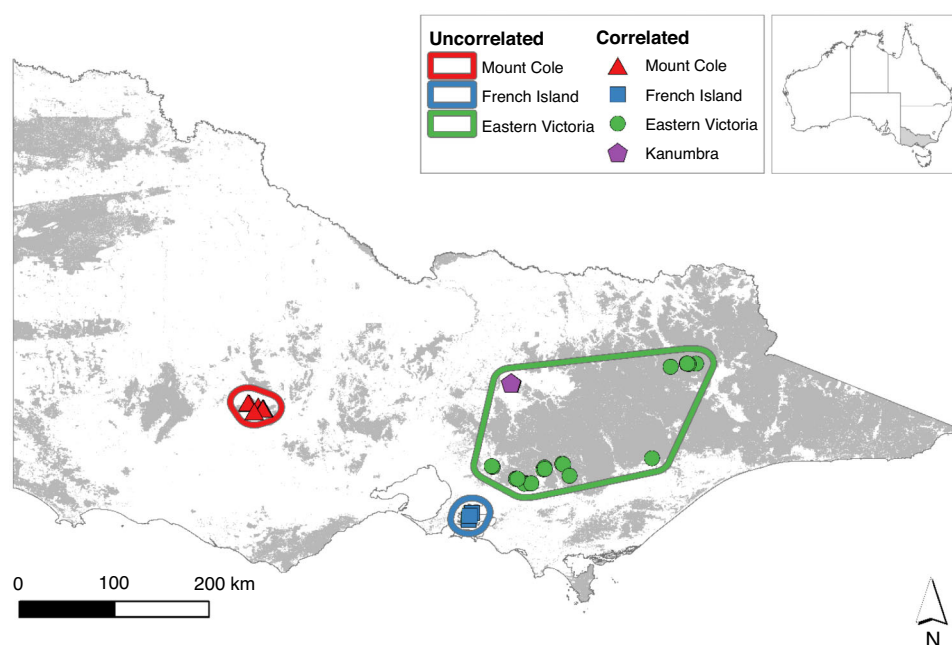 Uncorrelated
Mount Cole
French Island
Eastern Victoria
Correlated
Mount Cole
French Island
Eastern Victoria
Kanumbra
0 100 200 km
N